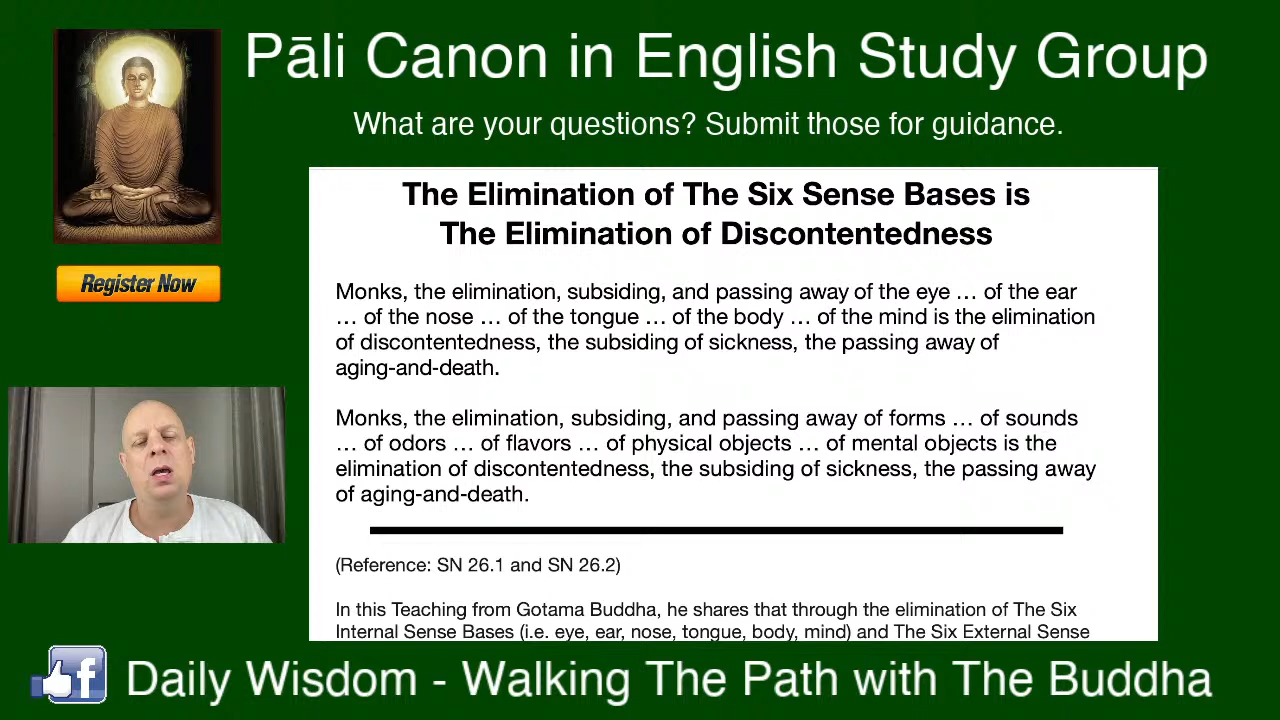 Pāli Canon in English Study Group
What are your questions? Submit those for guidance.
Register Now
The Elimination of The Six Sense Bases is
The Elimination of Discontentedness
Monks, the elimination, subsiding, and passing away of the eye … of the ear
… of the nose … of the tongue … of the body … of the mind is the elimination
of discontentedness, the subsiding of sickness, the passing away of
aging-and-death.
Monks, the elimination, subsiding, and passing away of forms … of sounds
… of odors … of flavors … of physical objects … of mental objects is the
elimination of discontentedness, the subsiding of sickness, the passing away
of aging-and-death.
(Reference: SN 26.1 and SN 26.2)
In this Teaching from Gotama Buddha, he shares that through the elimination of The Six
Internal Sense Bases (i.e. eye, ear, nose, tongue, body, mind) and The Six External Sense
f
Daily Wisdom - Walking The Path with The Buddha